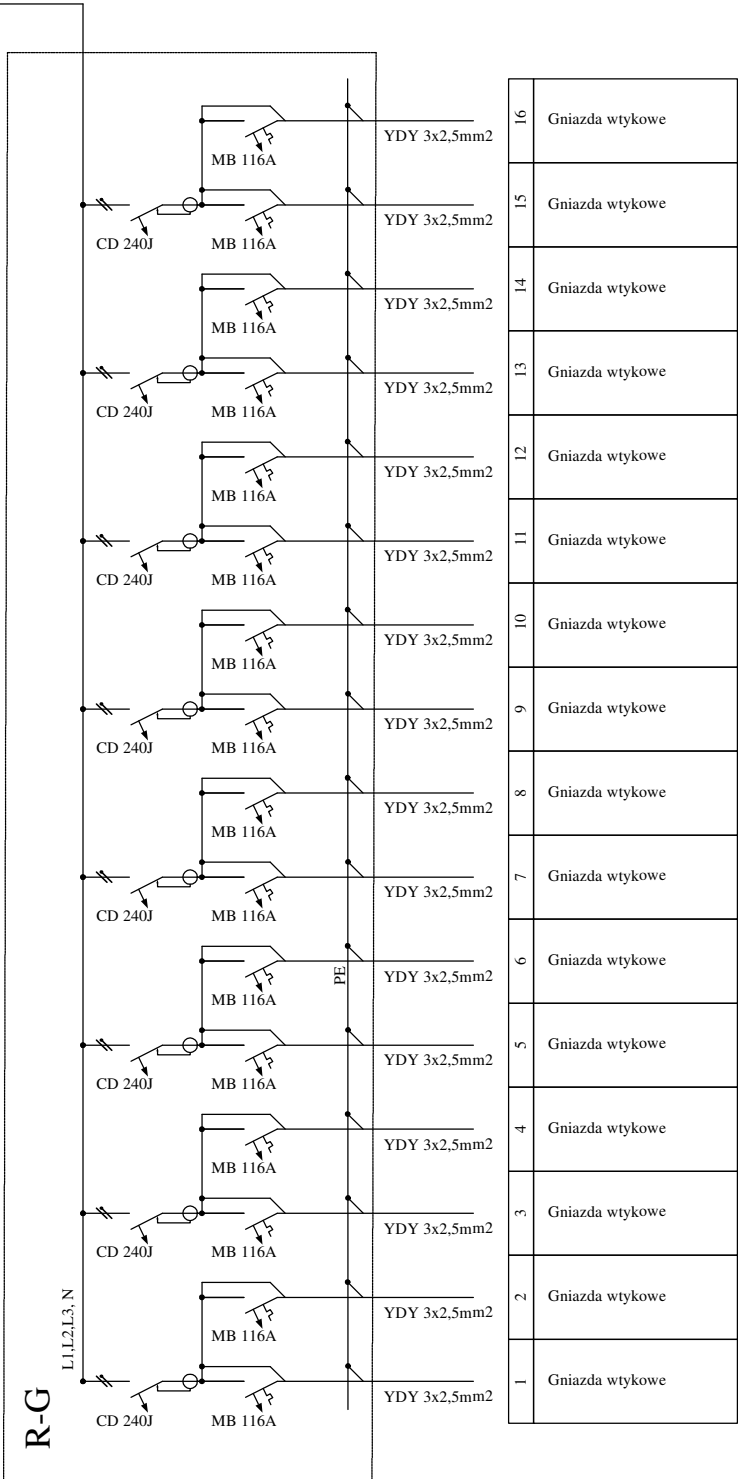 YDY 3x2,5mm2
16
Gniazda wtykowe
MB 116A
YDY 3x2,5mm2
15
Gniazda wtykowe
CD 240J
MB 116A
YDY 3x2,5mm2
14
Gniazda wtykowe
MB 116A
YDY 3x2,5mm2
13
Gniazda wtykowe
CD 240J
MB 116A
YDY 3x2,5mm2
12
Gniazda wtykowe
MB 116A
YDY 3x2,5mm2
11
Gniazda wtykowe
CD 240J
MB 116A
YDY 3x2,5mm2
10
Gniazda wtykowe
MB 116A
YDY 3x2,5mm2
9
Gniazda wtykowe
CD 240J
MB 116A
YDY 3x2,5mm2
8
Gniazda wtykowe
MB 116A
YDY 3x2,5mm2
7
Gniazda wtykowe
CD 240J
MB 116A
PE
YDY 3x2,5mm2
6
Gniazda wtykowe
MB 116A
YDY 3x2,5mm2
5
Gniazda wtykowe
CD 240J
MB 116A
YDY 3x2,5mm2
4
Gniazda wtykowe
MB 116A
YDY 3x2,5mm2
3
Gniazda wtykowe
CD 240J
MB 116A
L1,L2,L3, N
YDY 3x2,5mm2
2
Gniazda wtykowe
MB 116A
YDY 3x2,5mm2
1
Gniazda wtykowe
CD 240J
MB 116A
R-G